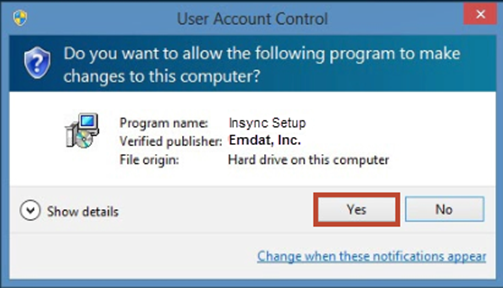 User Account Control
Do you want to allow the following program to make
changes to this computer?
Program name: Insync Setup
Verified publisher: Emdat, Inc.
File origin: Hard drive on this computer
Show details
Yes
No
Change when these notifications appear